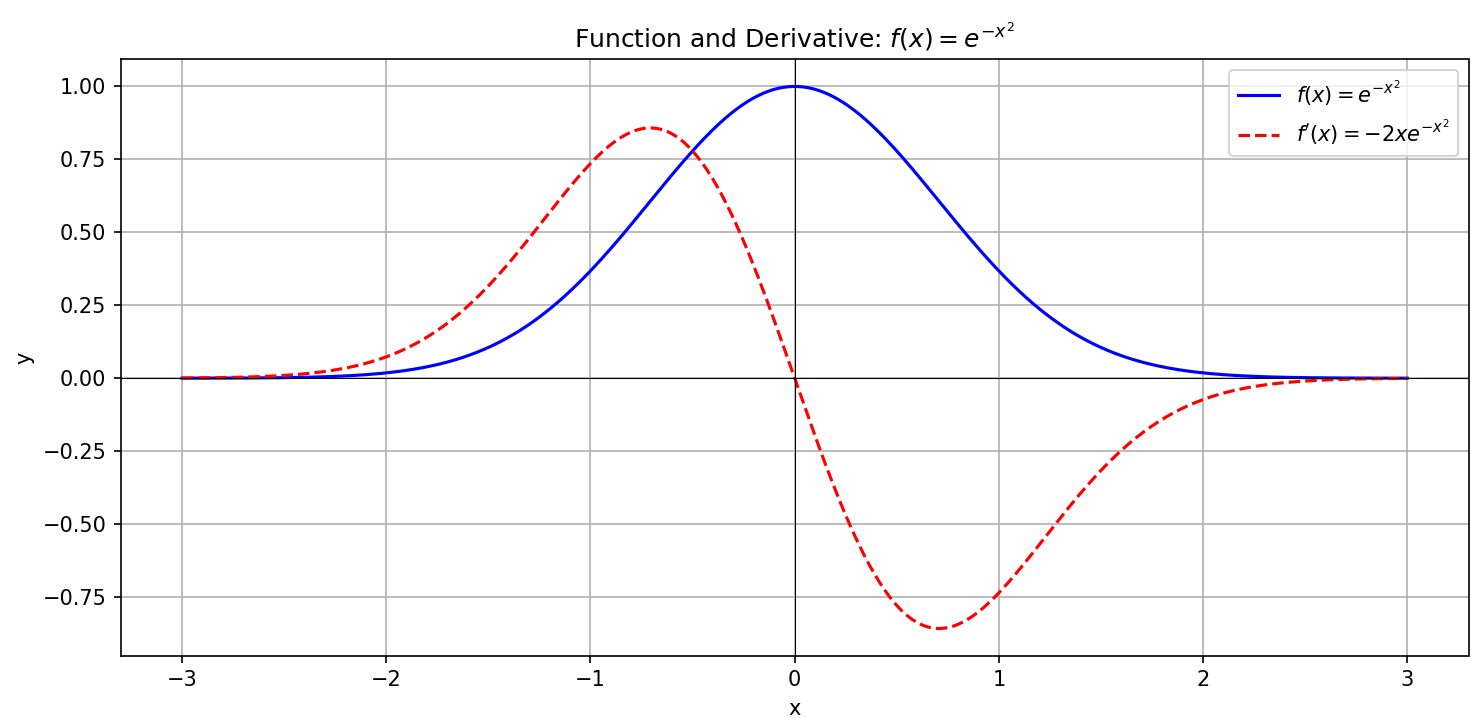 Function and Derivative: f(x) = e^{-x^2}
f(x) = e^{-x^2}
f′(x) = −2xe^{-x^2}
1.00
0.75
0.50
0.25
0.00
−0.25
−0.50
−0.75
y
−3 −2 −1 0 1 2 3
x